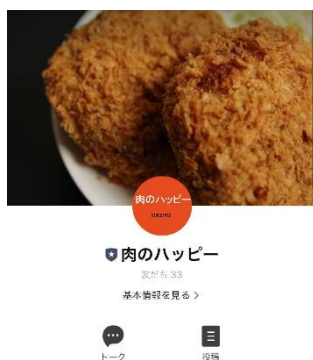 肉のハッピー
肉のハッピー
友だち 33
基本情報を見る
トーク
投稿